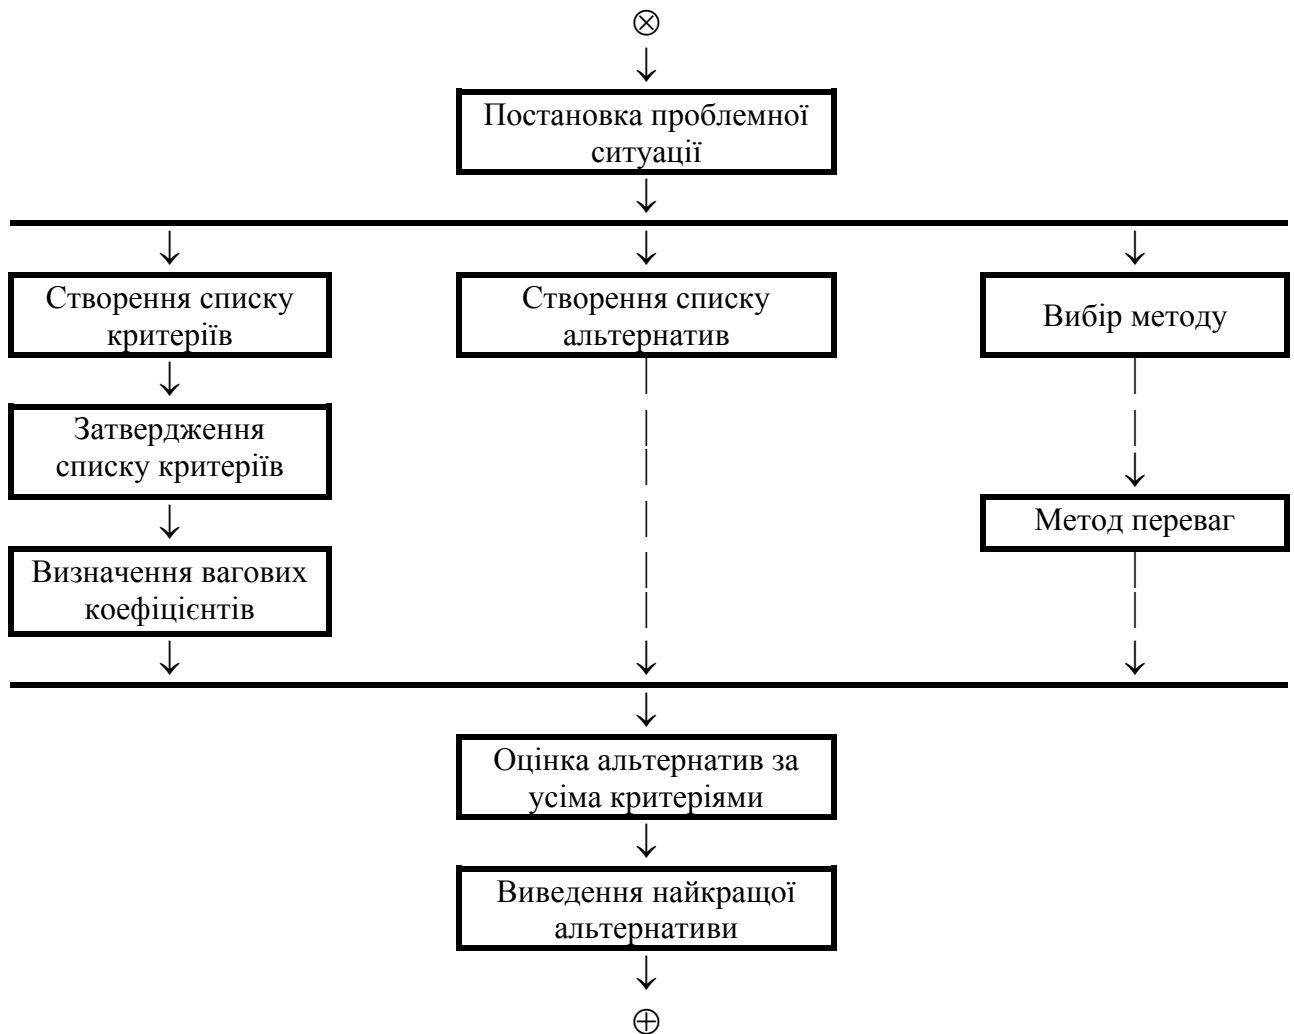 Постановка проблемної
ситуації
Створення списку
критеріїв
Створення списку
альтернатив
Вибір методу
Затвердження
списку критеріїв
Метод переваг
Визначення вагових
коефіцієнтів
Оцінка альтернатив за
усіма критеріями
Виведення найкращої
альтернативи